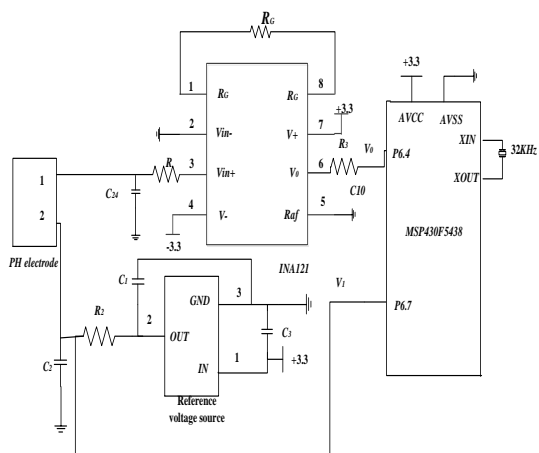 RG
1
8
RG
RG
+3.3
2
Vin-
V+
7
R3
V0
R
3
Vin+
V0
6
C10
C24
4
V-
Raf
5
-3.3
INA121
1
2
PH electrode
+3.3
AVCC
AVSS
XIN
P6.4
32KHz
XOUT
MSP430F5438
V1
P6.7
C1
GND
3
R2
2
OUT
C3
C2
IN
1
+3.3
Reference
voltage source